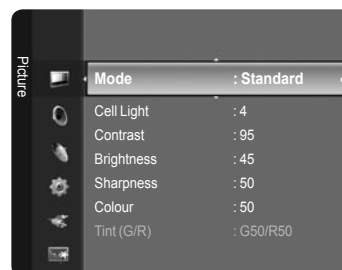 Picture
Mode : Standard
Cell Light : 4
Contrast : 95
Brightness : 45
Sharpness : 50
Colour : 50
Tint (G/R) : G50/R50